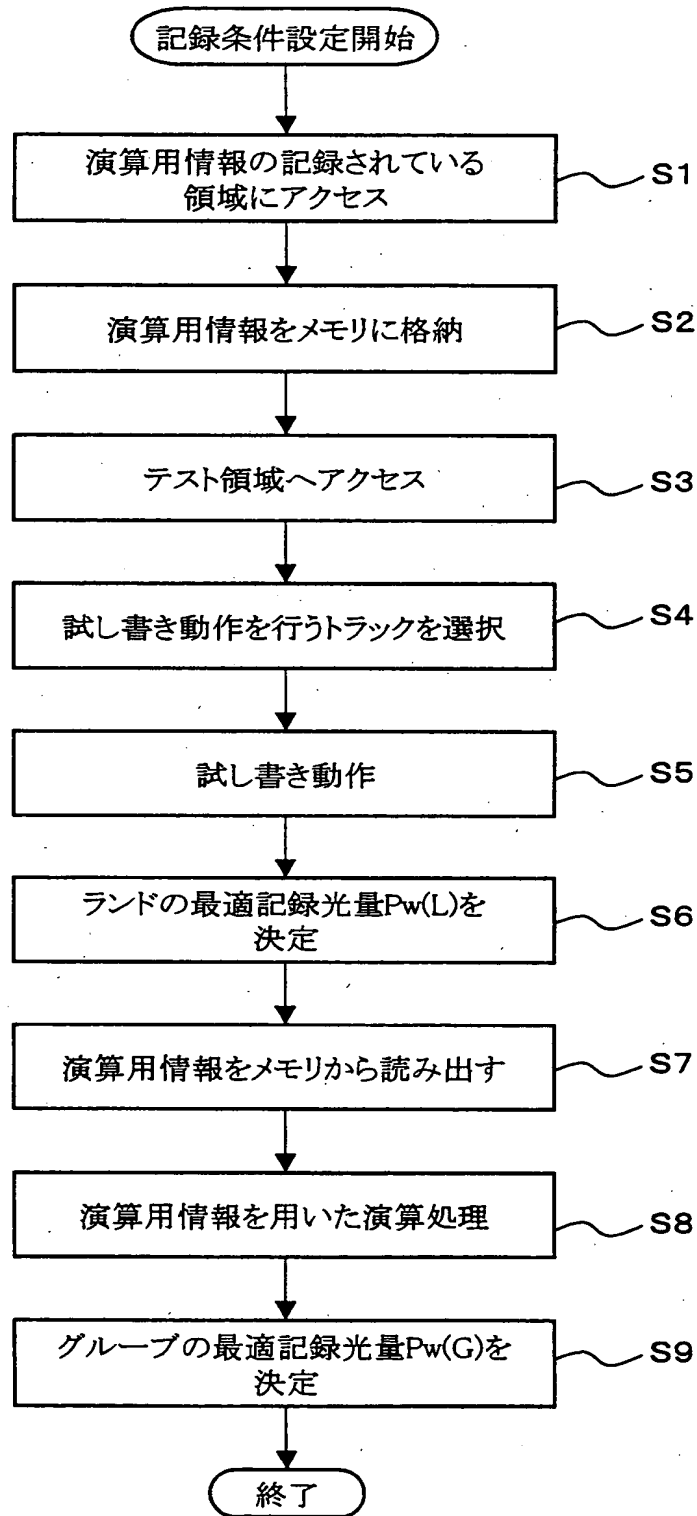 記録条件設定開始
演算用情報の記録されている
領域にアクセス
S1
演算用情報をメモリに格納
S2
テスト領域へアクセス
S3
試し書き動作を行うトラックを選択
S4
試し書き動作
S5
ランドの最適記録光量Pw(L)を
決定
S6
演算用情報をメモリから読み出す
S7
演算用情報を用いた演算処理
S8
グルーブの最適記録光量Pw(G)を
決定
S9
終了